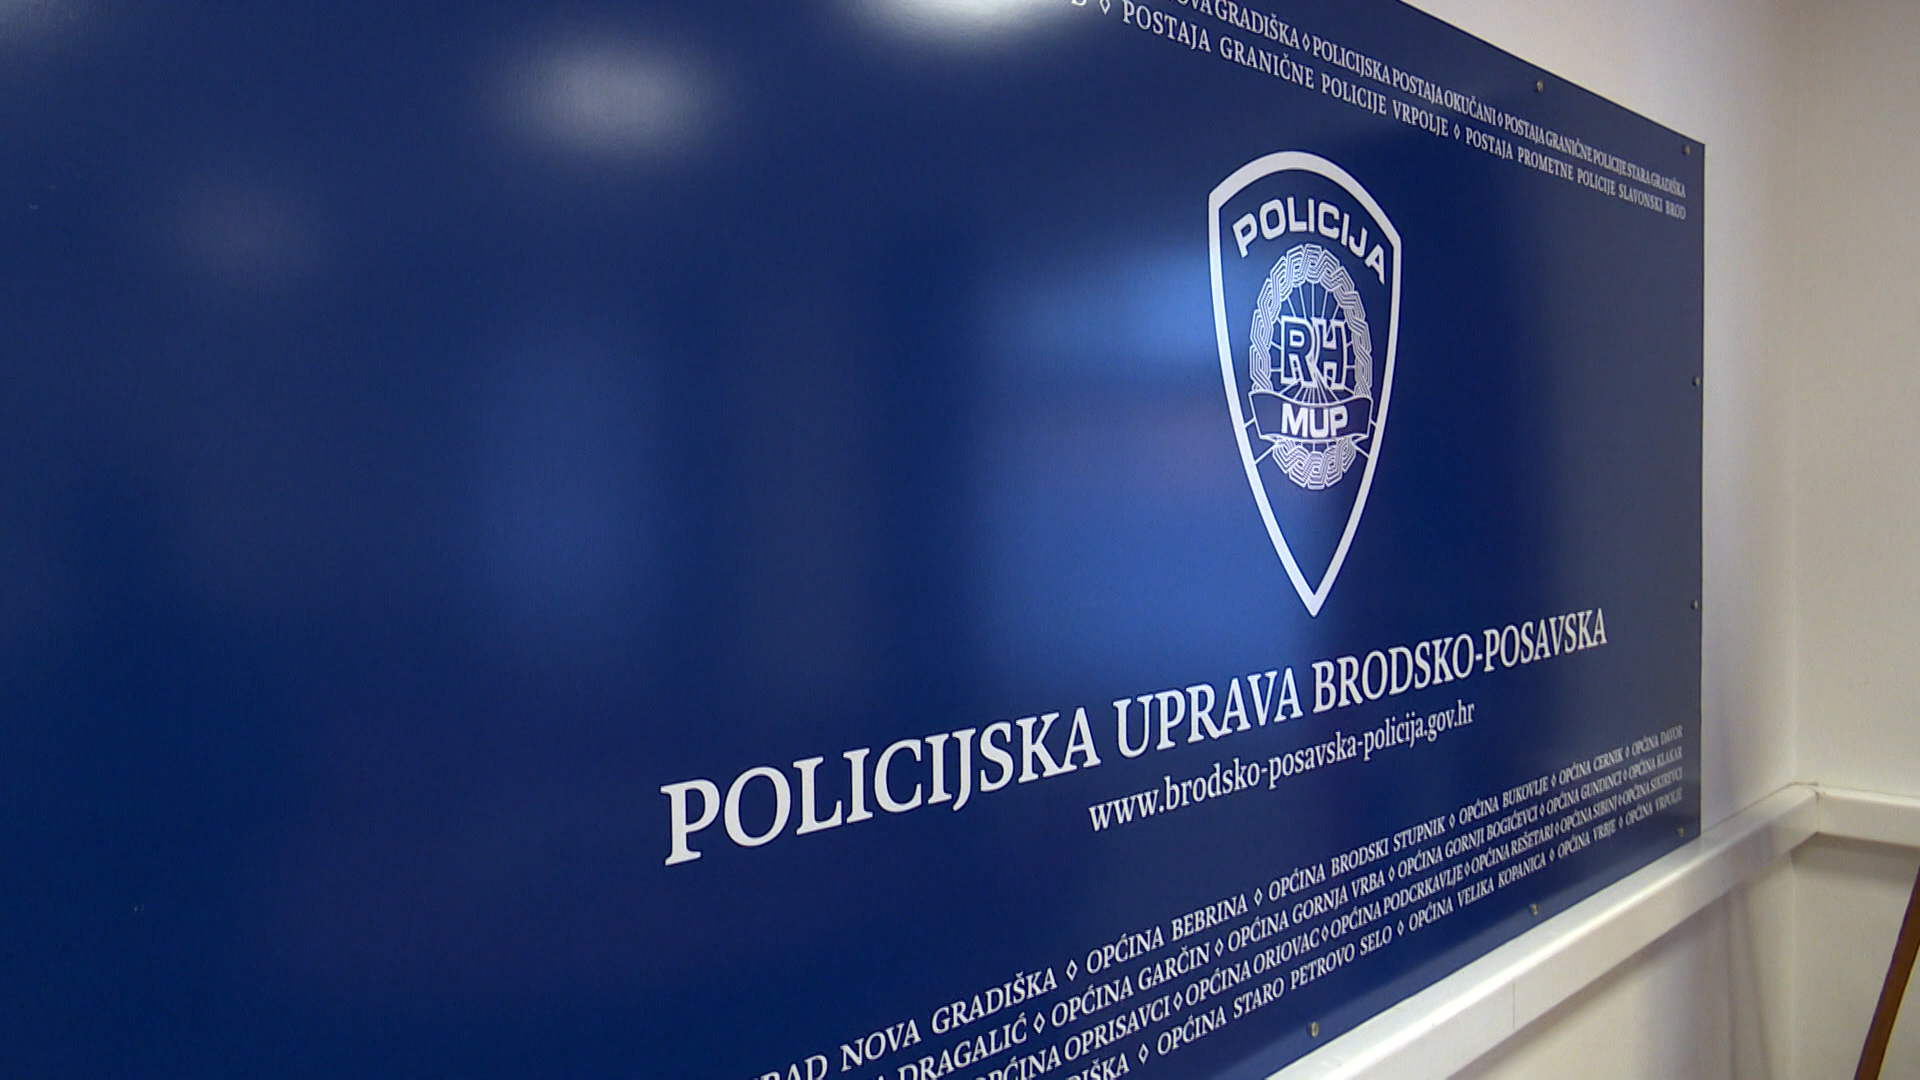 NOVA GRADIŠKA ◊ POLICIJSKA POSTAJA OKUČANI ◊ POSTAJA GRANIČNE POLICIJE STARA GRADIŠKA
◊ POSTAJA GRANIČNE POLICIJE VRPOLJE ◊ POSTAJA PROMETNE POLICIJE SLAVONSKI BROD
POLICIJA
RH
MUP
POLICIJSKA UPRAVA BRODSKO-POSAVSKA
www.brodsko-posavska-policija.gov.hr
NOVA GRADIŠKA ◊ OPĆINA BEBRINA ◊ OPĆINA BRODSKI STUPNIK ◊ OPĆINA BUKOVLJE ◊ OPĆINA CERNIK ◊ OPĆINA DAVOR
DRAGALIĆ ◊ OPĆINA GARČIN ◊ OPĆINA GORNJA VRBA ◊ OPĆINA GORNJI BOGIĆEVCI ◊ OPĆINA GUNDINCI ◊ OPĆINA KLAKAR
OPĆINA OPRISAVCI ◊ OPĆINA ORIOVAC ◊ OPĆINA PODCRKAVLJE ◊ OPĆINA REŠETARI ◊ OPĆINA SIBINJ ◊ OPĆINA SIKIREVCI
◊ OPĆINA STARO PETROVO SELO ◊ OPĆINA VELIKA KOPANICA ◊ OPĆINA VRBJE ◊ OPĆINA VRPOLJE